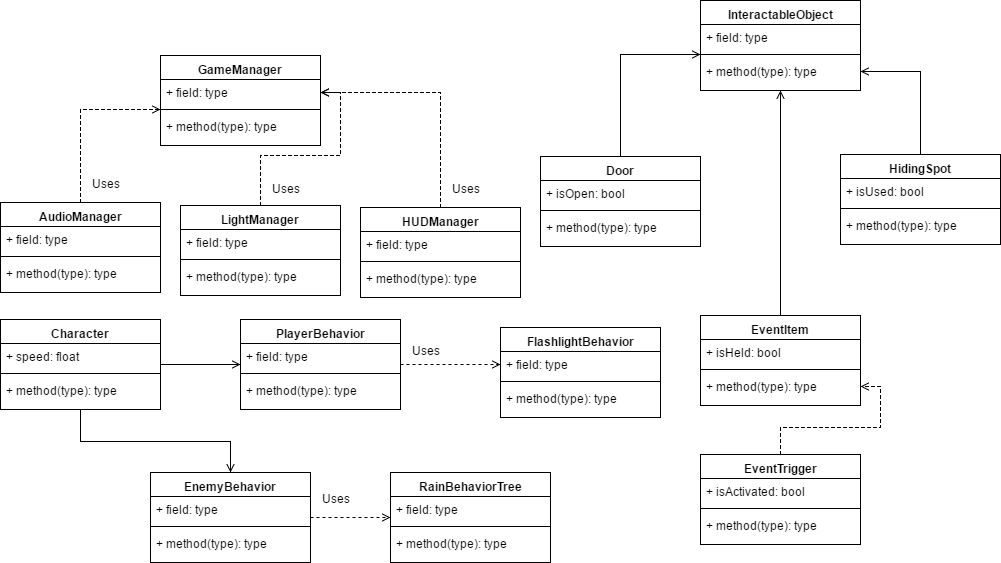 InteractableObject
+ field: type
+ method(type): type
GameManager
+ field: type
+ method(type): type
Uses
Uses
Uses
AudioManager
+ field: type
+ method(type): type
LightManager
+ field: type
+ method(type): type
HUDManager
+ field: type
+ method(type): type
Door
+ isOpen: bool
+ method(type): type
HidingSpot
+ isUsed: bool
+ method(type): type
Character
+ speed: float
+ method(type): type
PlayerBehavior
+ field: type
+ method(type): type
Uses
FlashlightBehavior
+ field: type
+ method(type): type
EventItem
+ isHeld: bool
+ method(type): type
EnemyBehavior
+ field: type
+ method(type): type
Uses
RainBehaviorTree
+ field: type
+ method(type): type
EventTrigger
+ isActivated: bool
+ method(type): type